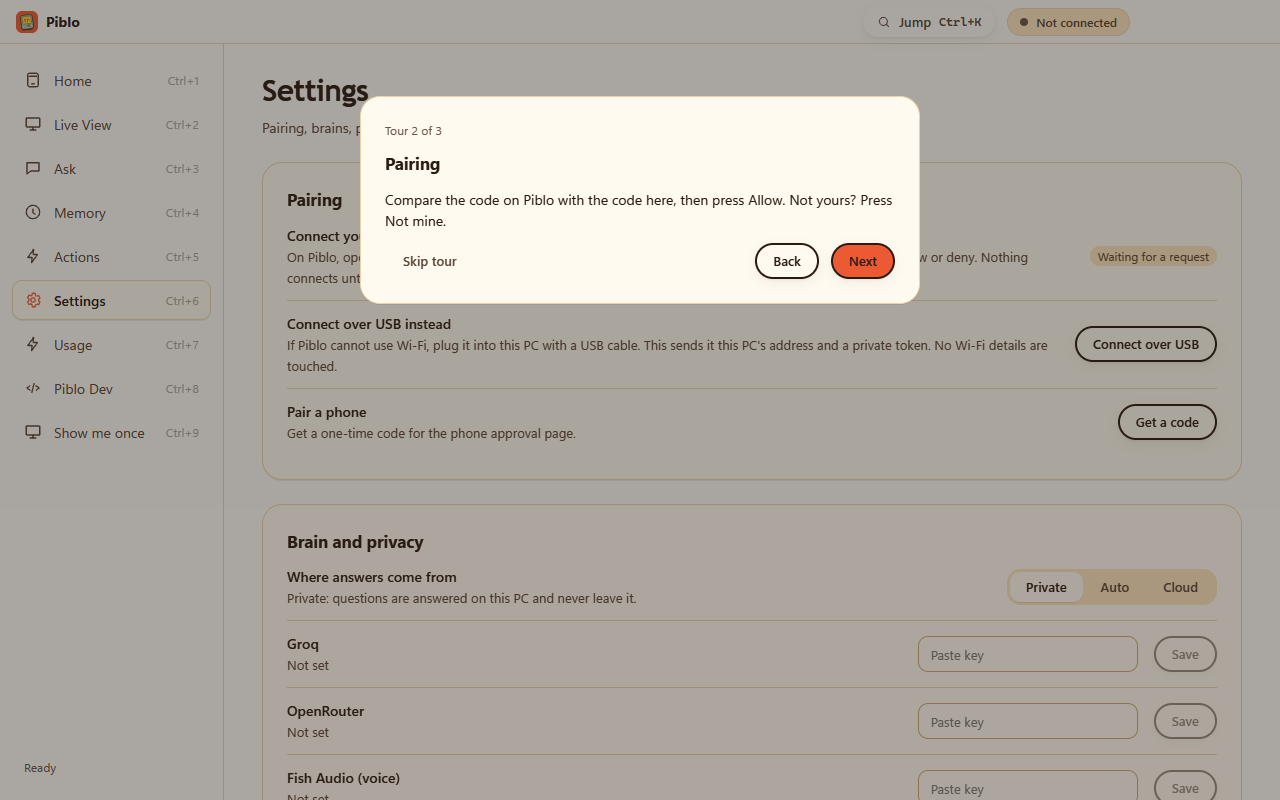 Piblo
Jump Ctrl+K
Not connected
Home Ctrl+1
Live View Ctrl+2
Ask Ctrl+3
Memory Ctrl+4
Actions Ctrl+5
Settings Ctrl+6
Usage Ctrl+7
Piblo Dev Ctrl+8
Show me once Ctrl+9
Ready
Settings
Pairing, brains,
Tour 2 of 3
Pairing
Compare the code on Piblo with the code here, then press Allow. Not yours? Press
Not mine.
Skip tour
Back
Next
Pairing
Connect
On Piblo, or deny. Nothing
connects
Waiting for a request
Connect over USB instead
If Piblo cannot use Wi-Fi, plug it into this PC with a USB cable. This sends it this PC's address and a private token. No Wi-Fi details are
touched.
Connect over USB
Pair a phone
Get a one-time code for the phone approval page.
Get a code
Brain and privacy
Where answers come from
Private: questions are answered on this PC and never leave it.
Private Auto Cloud
Groq
Not set
Paste key
Save
OpenRouter
Not set
Paste key
Save
Fish Audio (voice)
Not set
Paste key
Save